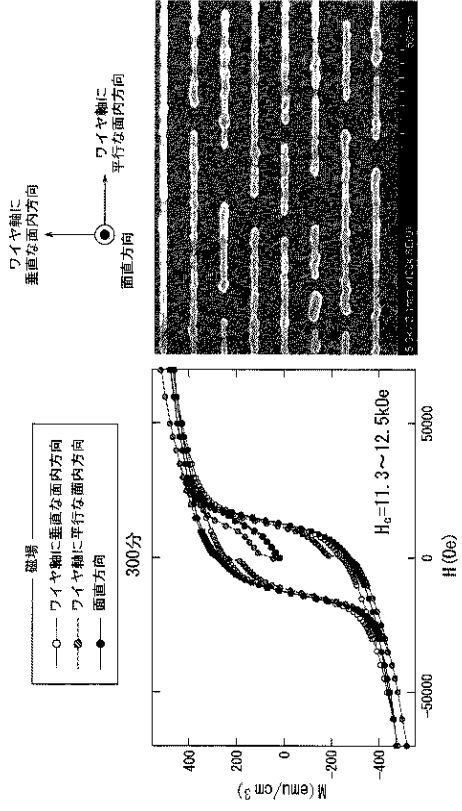 磁場
ワイヤ軸に垂直な面内方向
ワイヤ軸に平行な面内方向
面直方向
300分
M(emu/cm³)
400
200
0
-200
-400
-50000
0
50000
H(Oe)
Hc=11.3~12.5kOe
ワイヤ軸に
垂直な面内方向
ワイヤ軸に
平行な面内方向
面直方向